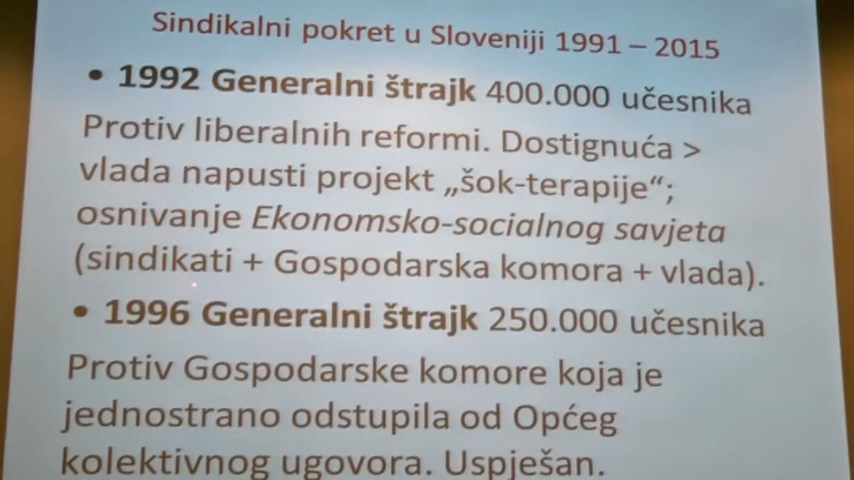 Sindikalni pokret u Sloveniji 1991 – 2015
• 1992 Generalni štrajk 400.000 učesnika
Protiv liberalnih reformi. Dostignuća >
vlada napusti projekt „šok-terapije“;
osnivanje Ekonomsko-socialnog savjeta
(sindikati + Gospodarska komora + vlada).
• 1996 Generalni štrajk 250.000 učesnika
Protiv Gospodarske komore koja je
jednostrano odstupila od Općeg
kolektivnog ugovora. Uspješan.